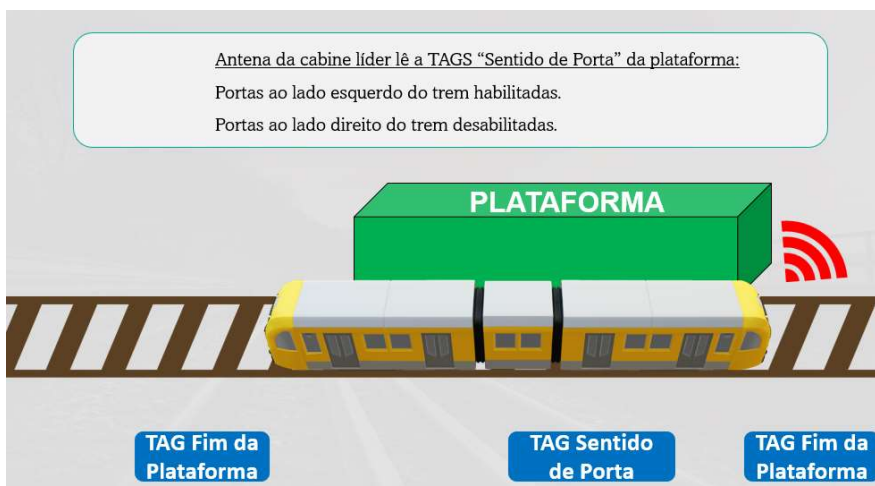 Antena da cabine líder lê a TAGS “Sentido de Porta” da plataforma:
Portas ao lado esquerdo do trem habilitadas.
Portas ao lado direito do trem desabilitadas.
PLATAFORMA
TAG Fim da
Plataforma
TAG Sentido
de Porta
TAG Fim da
Plataforma